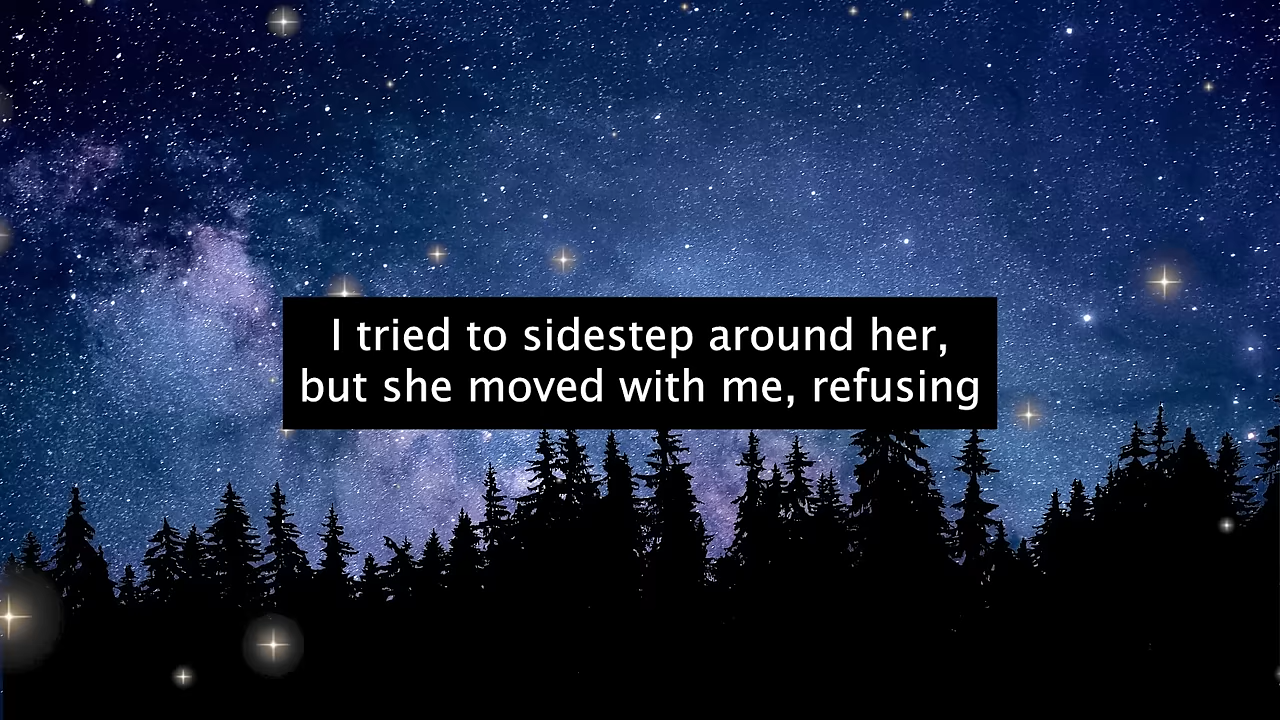 I tried to sidestep around her,
but she moved with me, refusing